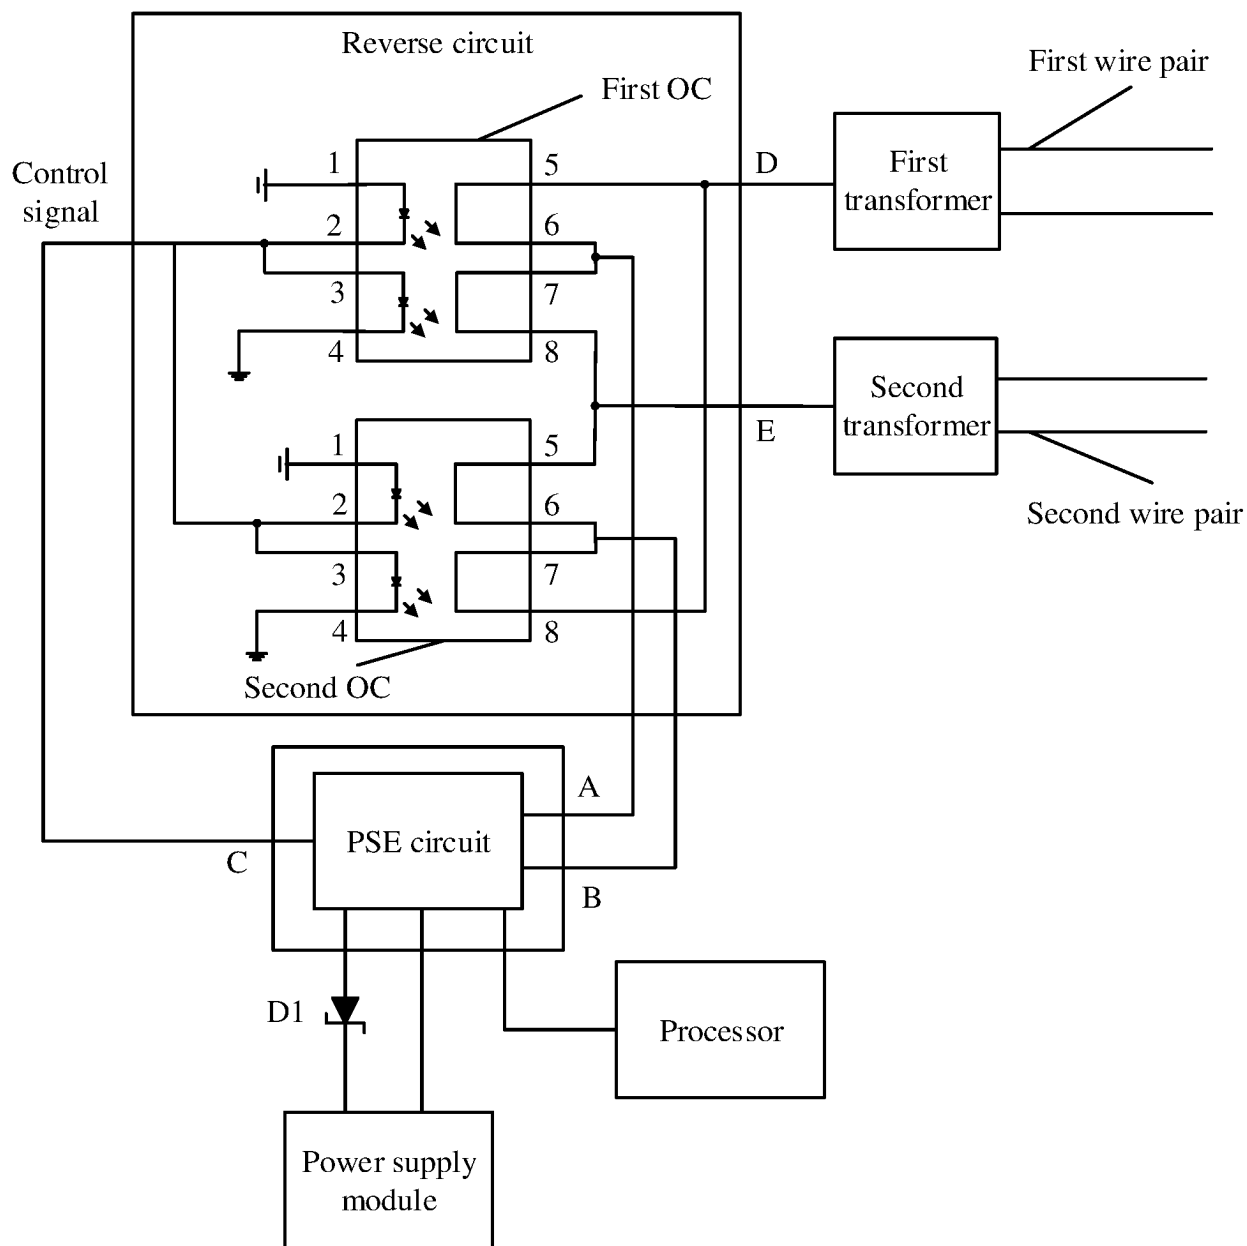 Reverse circuit
First OC
First wire pair
Control
signal
1
2
3
4
5
6
7
8
D
First
transformer
Second
transformer
E
Second wire pair
1
2
3
4
5
6
7
8
Second OC
A
PSE circuit
C
B
D1
Processor
Power supply
module